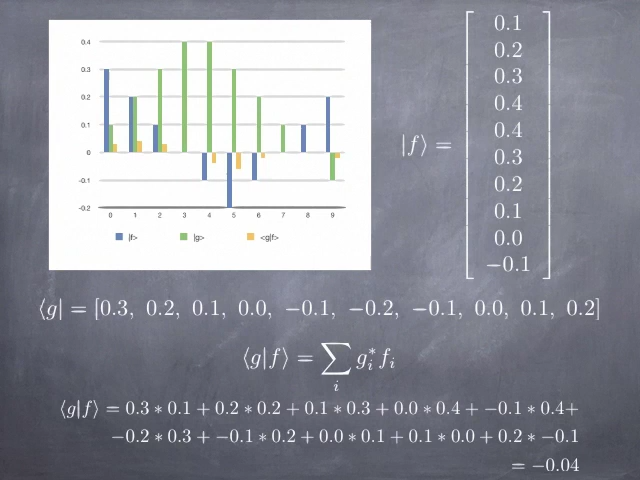 0.4
0.3
0.2
0.1
0
-0.1
-0.2
0 1 2 3 4 5 6 7 8 9
|f> |g> <g|f>
|f⟩ =
0.1
0.2
0.3
0.4
0.4
0.3
0.2
0.1
0.0
−0.1
⟨g| = [0.3, 0.2, 0.1, 0.0, −0.1, −0.2, −0.1, 0.0, 0.1, 0.2]
⟨g|f⟩ = ∑ᵢ gᵢ* fᵢ
⟨g|f⟩ = 0.3 ∗ 0.1 + 0.2 ∗ 0.2 + 0.1 ∗ 0.3 + 0.0 ∗ 0.4 + −0.1 ∗ 0.4+
−0.2 ∗ 0.3 + −0.1 ∗ 0.2 + 0.0 ∗ 0.1 + 0.1 ∗ 0.0 + 0.2 ∗ −0.1
= −0.04